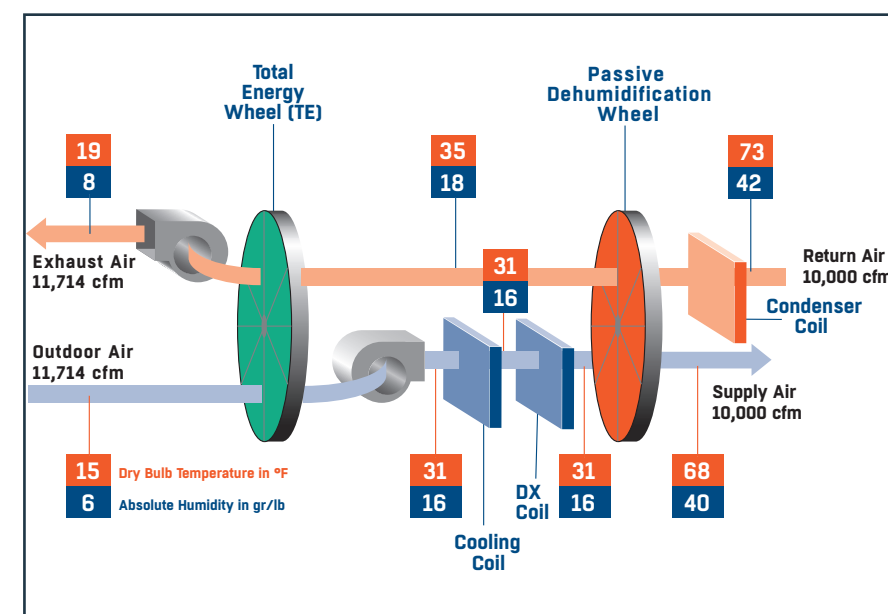 Total
Energy
Wheel (TE)
Passive
Dehumidification
Wheel
19
8
35
18
73
42
Exhaust Air
11,714 cfm
31
16
Return Air
10,000 cfm
Condenser
Coil
Outdoor Air
11,714 cfm
Supply Air
10,000 cfm
15 Dry Bulb Temperature in °F
6 Absolute Humidity in gr/lb
31
16
DX
Coil
31
16
68
40
Cooling
Coil